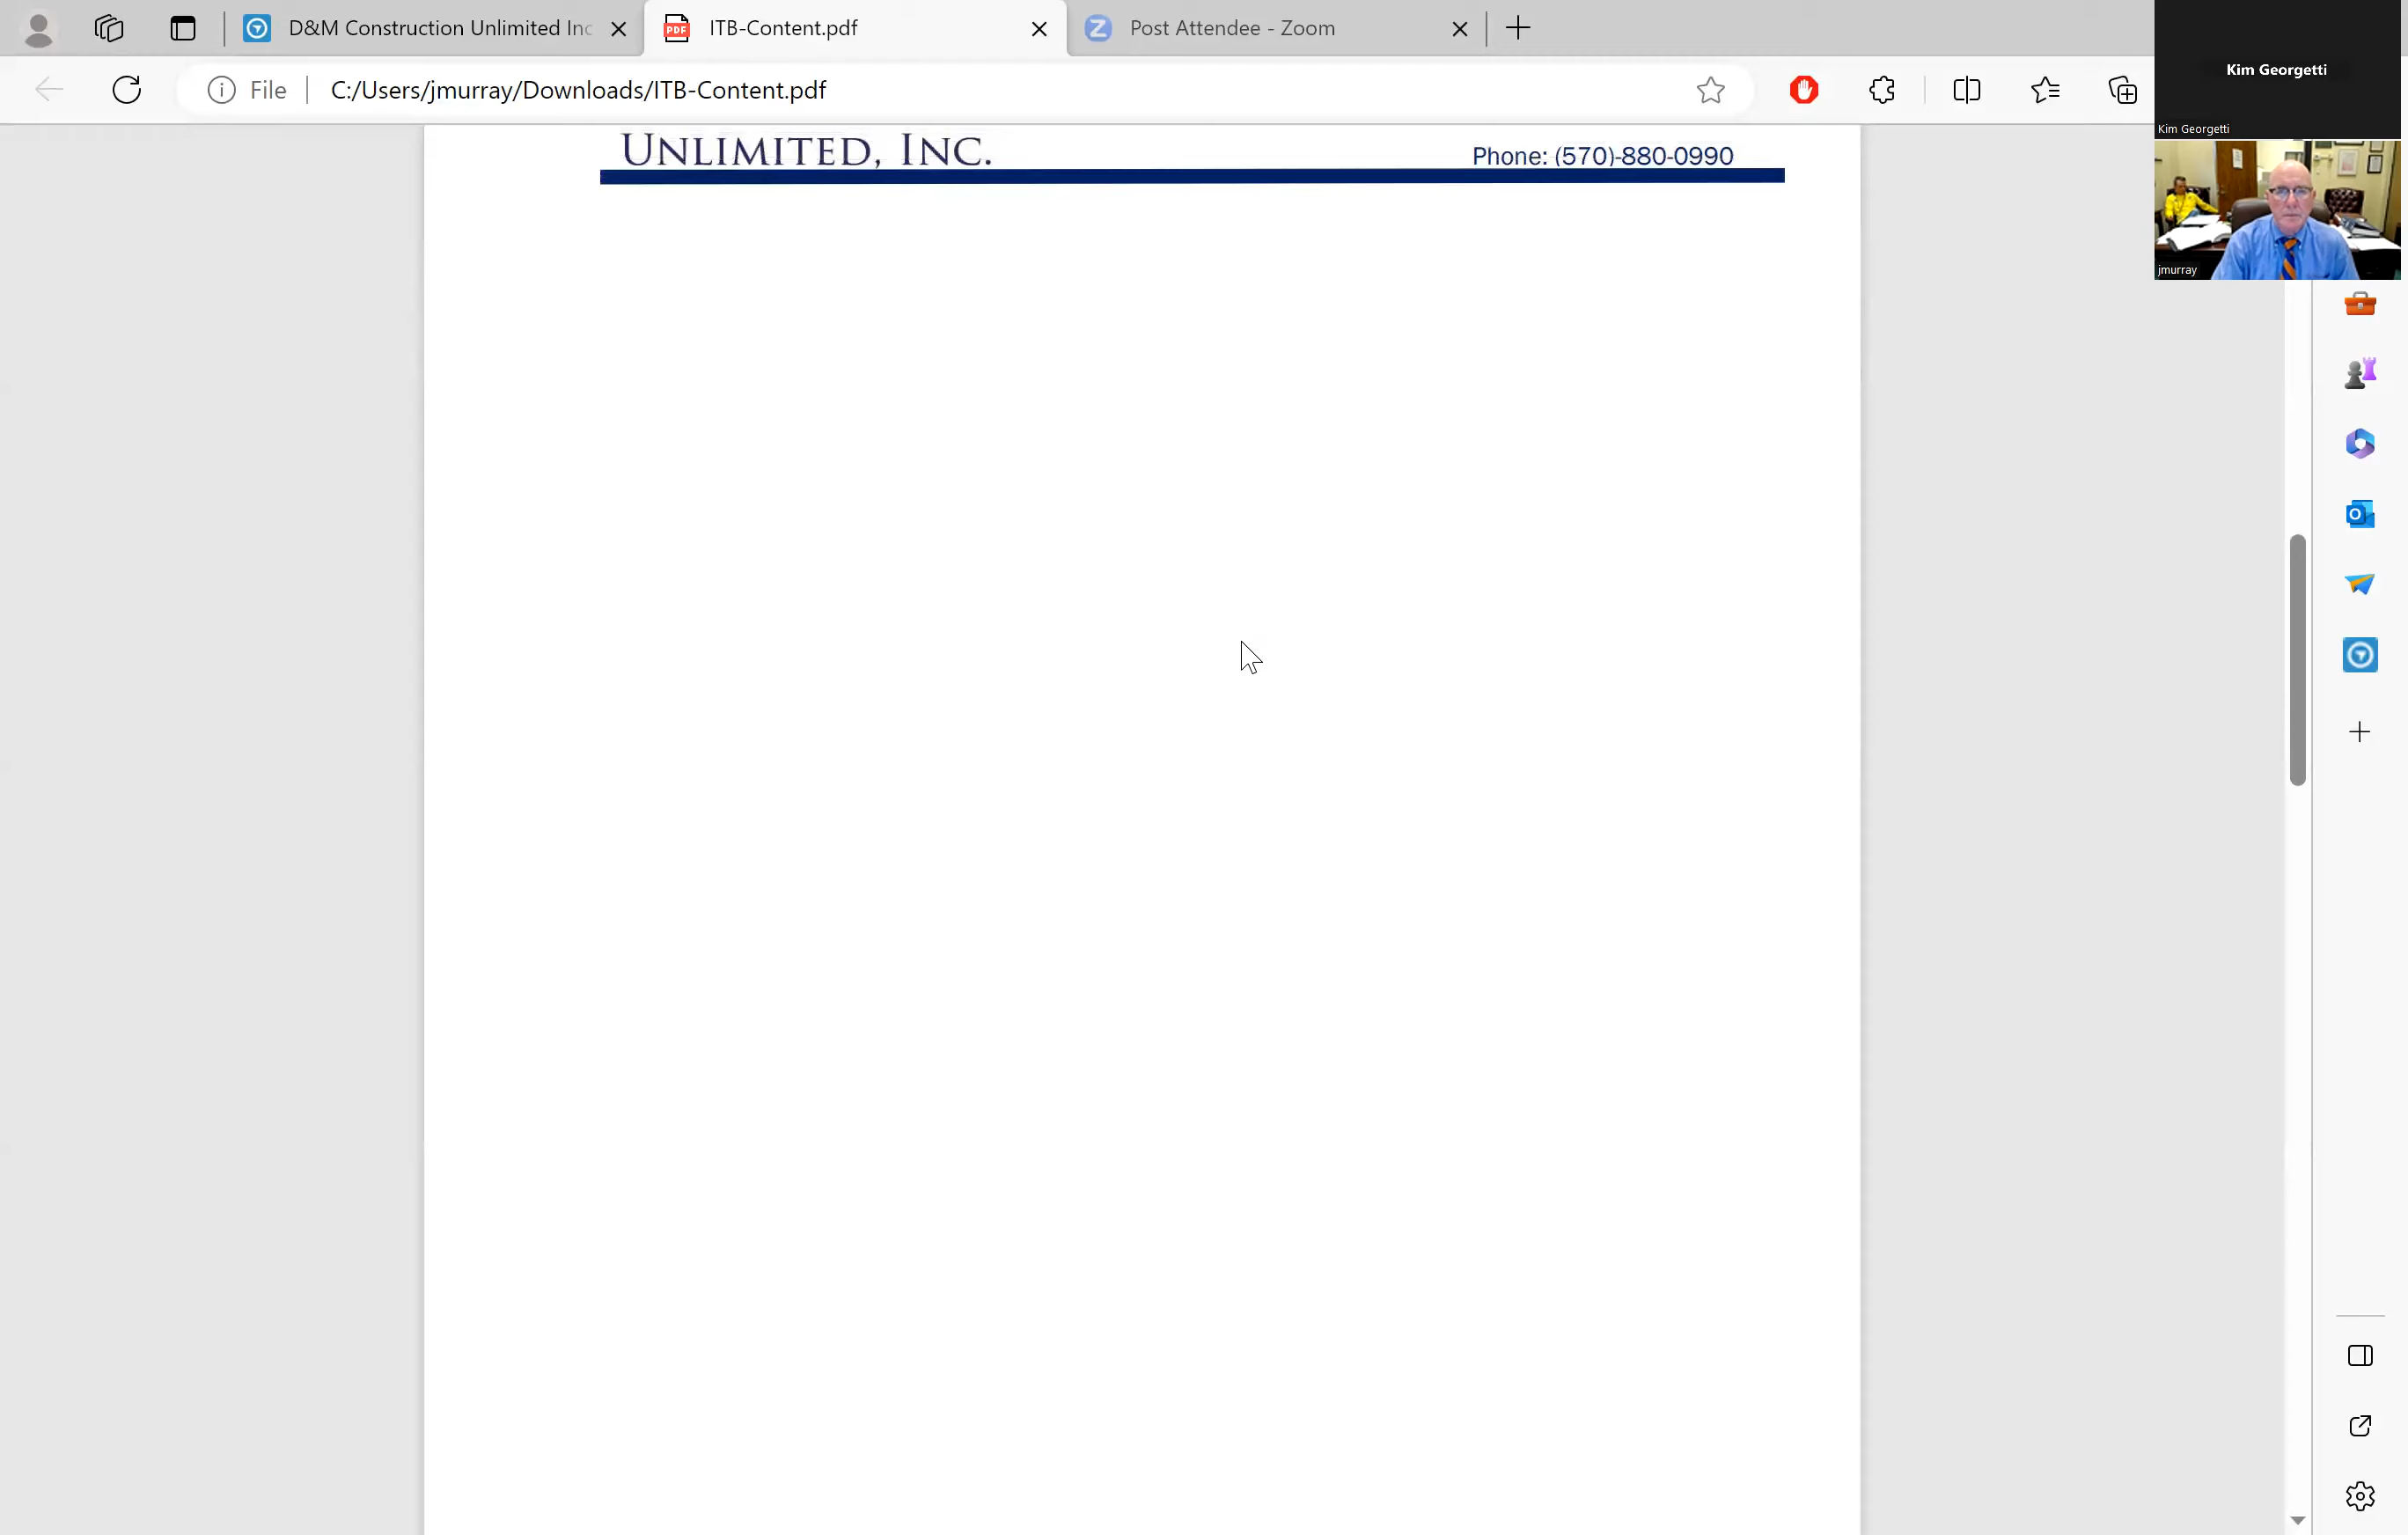 D&M Construction Unlimited Inc
ITB-Content.pdf
Post Attendee - Zoom
File
C:/Users/jmurray/Downloads/ITB-Content.pdf
Kim Georgetti
Kim Georgetti
jmurray
UNLIMITED, INC.
Phone: (570)-880-0990